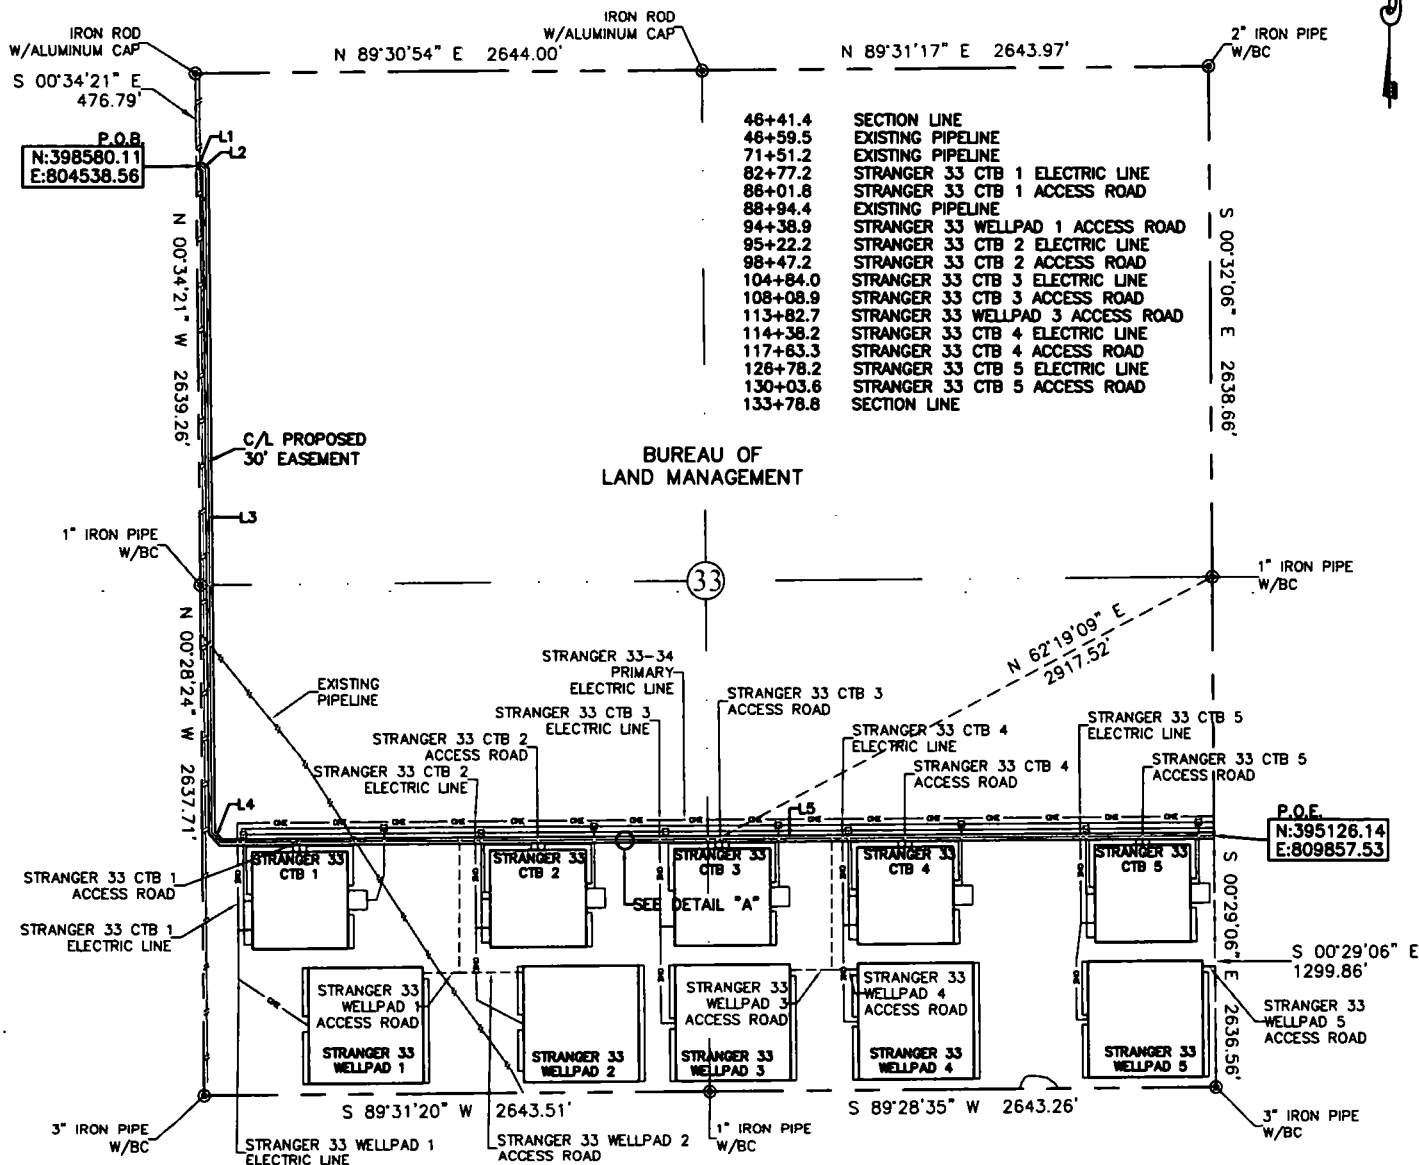 IRON ROD
W/ALUMINUM CAP
N 89°30'54" E 2644.00'
IRON ROD
W/ALUMINUM CAP
N 89°31'17" E 2643.97'
2" IRON PIPE
W/BC
S 00°34'21" E
476.79'
P.O.B.
N:398580.11
E:804538.56
L1
L2
46+41.4 SECTION LINE
46+59.5 EXISTING PIPELINE
71+51.2 EXISTING PIPELINE
82+77.2 STRANGER 33 CTB 1 ELECTRIC LINE
86+01.8 STRANGER 33 CTB 1 ACCESS ROAD
88+94.4 EXISTING PIPELINE
94+38.9 STRANGER 33 WELLPAD 1 ACCESS ROAD
95+22.2 STRANGER 33 CTB 2 ELECTRIC LINE
98+47.2 STRANGER 33 CTB 2 ACCESS ROAD
104+84.0 STRANGER 33 CTB 3 ELECTRIC LINE
108+08.9 STRANGER 33 CTB 3 ACCESS ROAD
113+82.7 STRANGER 33 WELLPAD 3 ACCESS ROAD
114+38.2 STRANGER 33 CTB 4 ELECTRIC LINE
117+63.3 STRANGER 33 CTB 4 ACCESS ROAD
126+78.2 STRANGER 33 CTB 5 ELECTRIC LINE
130+03.6 STRANGER 33 CTB 5 ACCESS ROAD
133+78.8 SECTION LINE
N 00°34'21" W 2639.26'
S 00°32'06" E 2638.66'
C/L PROPOSED
30' EASEMENT
BUREAU OF
LAND MANAGEMENT
L3
1" IRON PIPE
W/BC
33
1" IRON PIPE
W/BC
N 00°28'24" W 2637.71'
N 62°19'09" E
2917.52'
EXISTING
PIPELINE
STRANGER 33-34
PRIMARY
ELECTRIC LINE
STRANGER 33 CTB 3
ACCESS ROAD
STRANGER 33 CTB 3
ELECTRIC LINE
STRANGER 33 CTB 2
ACCESS ROAD
STRANGER 33 CTB 2
ELECTRIC LINE
STRANGER 33 CTB 4
ELECTRIC LINE
STRANGER 33 CTB 4
ACCESS ROAD
STRANGER 33 CTB 5
ELECTRIC LINE
STRANGER 33 CTB 5
ACCESS ROAD
L4
L5
P.O.E.
N:395126.14
E:809857.53
STRANGER 33
CTB 1
STRANGER 33
CTB 2
STRANGER 33
CTB 3
STRANGER 33
CTB 4
STRANGER 33
CTB 5
STRANGER 33 CTB 1
ACCESS ROAD
SEE DETAIL "A"
STRANGER 33 CTB 1
ELECTRIC LINE
S 00°29'06" E 2636.56'
S 00°29'06" E
1299.86'
STRANGER 33
WELLPAD 1
ACCESS ROAD
STRANGER 33
WELLPAD 3
ACCESS ROAD
STRANGER 33
WELLPAD 4
ACCESS ROAD
STRANGER 33
WELLPAD 5
ACCESS ROAD
STRANGER 33
WELLPAD 1
STRANGER 33
WELLPAD 2
STRANGER 33
WELLPAD 3
STRANGER 33
WELLPAD 4
STRANGER 33
WELLPAD 5
S 89°31'20" W 2643.51'
S 89°28'35" W 2643.26'
3" IRON PIPE
W/BC
STRANGER 33 WELLPAD 1
ELECTRIC LINE
STRANGER 33 WELLPAD 2
ACCESS ROAD
1" IRON PIPE
W/BC
3" IRON PIPE
W/BC